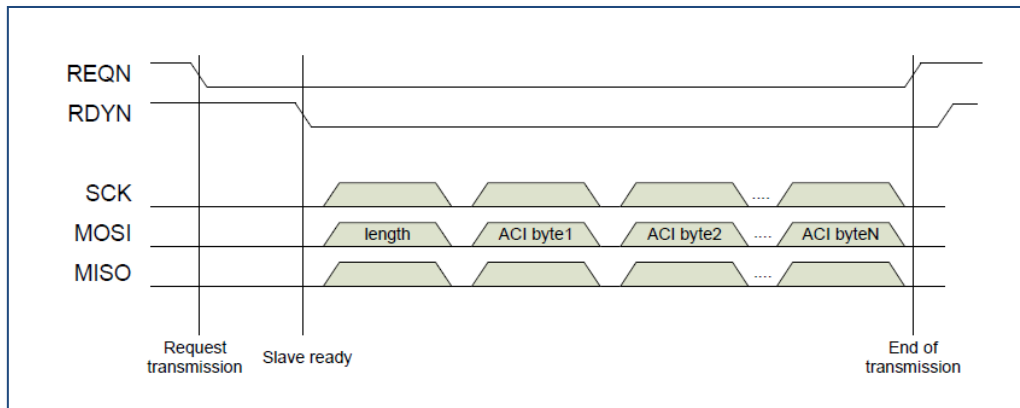 REQN
RDYN
SCK
....
MOSI
length
ACI byte1
ACI byte2
....
ACI byteN
MISO
....
Request
transmission
Slave ready
End of
transmission